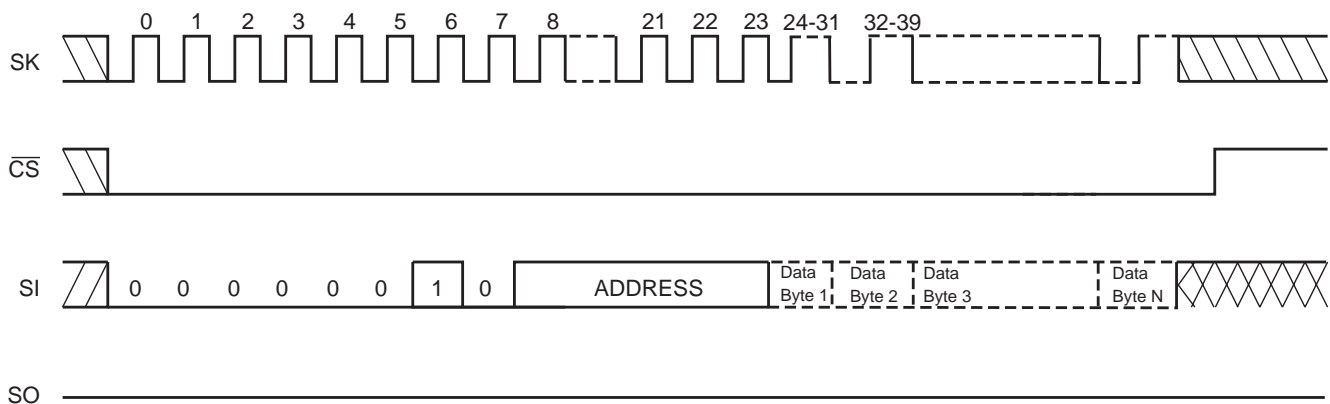 0 1 2 3 4 5 6 7 8 21 22 23 24-31 32-39
SK
CS
SI 0 0 0 0 0 0 1 0 ADDRESS Data Byte 1 Data Byte 2 Data Byte 3 Data Byte N
SO